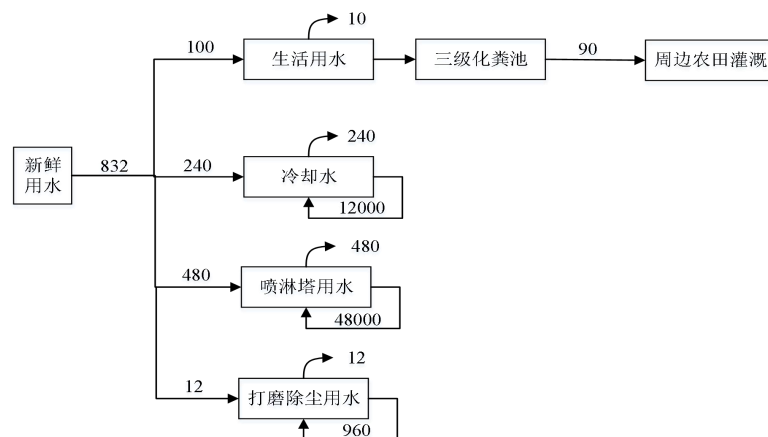 10
100
生活用水
三级化粪池
90
周边农田灌溉
新鲜
用水
832
240
240
冷却水
12000
480
480
喷淋塔用水
48000
12
12
打磨除尘用水
960